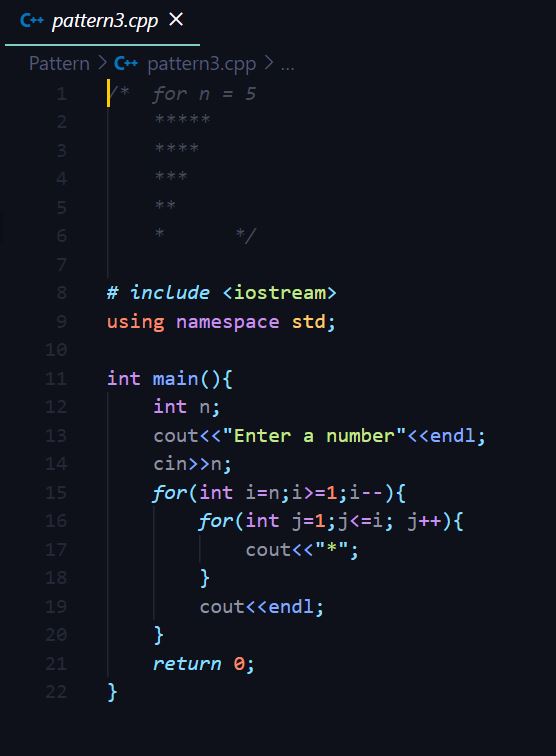 C++ pattern3.cpp ×
Pattern > C++ pattern3.cpp > ...
1 /*  for n = 5
2     *****
3     ****
4     ***
5     **
6     *      */
7
8 # include <iostream>
9 using namespace std;
10
11 int main(){
12     int n;
13     cout<<"Enter a number"<<endl;
14     cin>>n;
15     for(int i=n;i>=1;i--){
16         for(int j=1;j<=i; j++){
17             cout<<"*";
18         }
19         cout<<endl;
20     }
21     return 0;
22 }